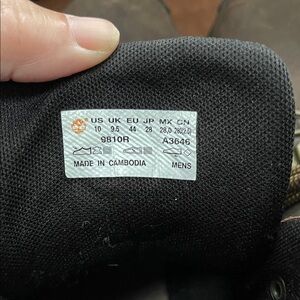 US UK EU JP MX CN
10 9.5 44 28 28.0 280(2.5)
9810R A3646
MADE IN CAMBODIA MENS